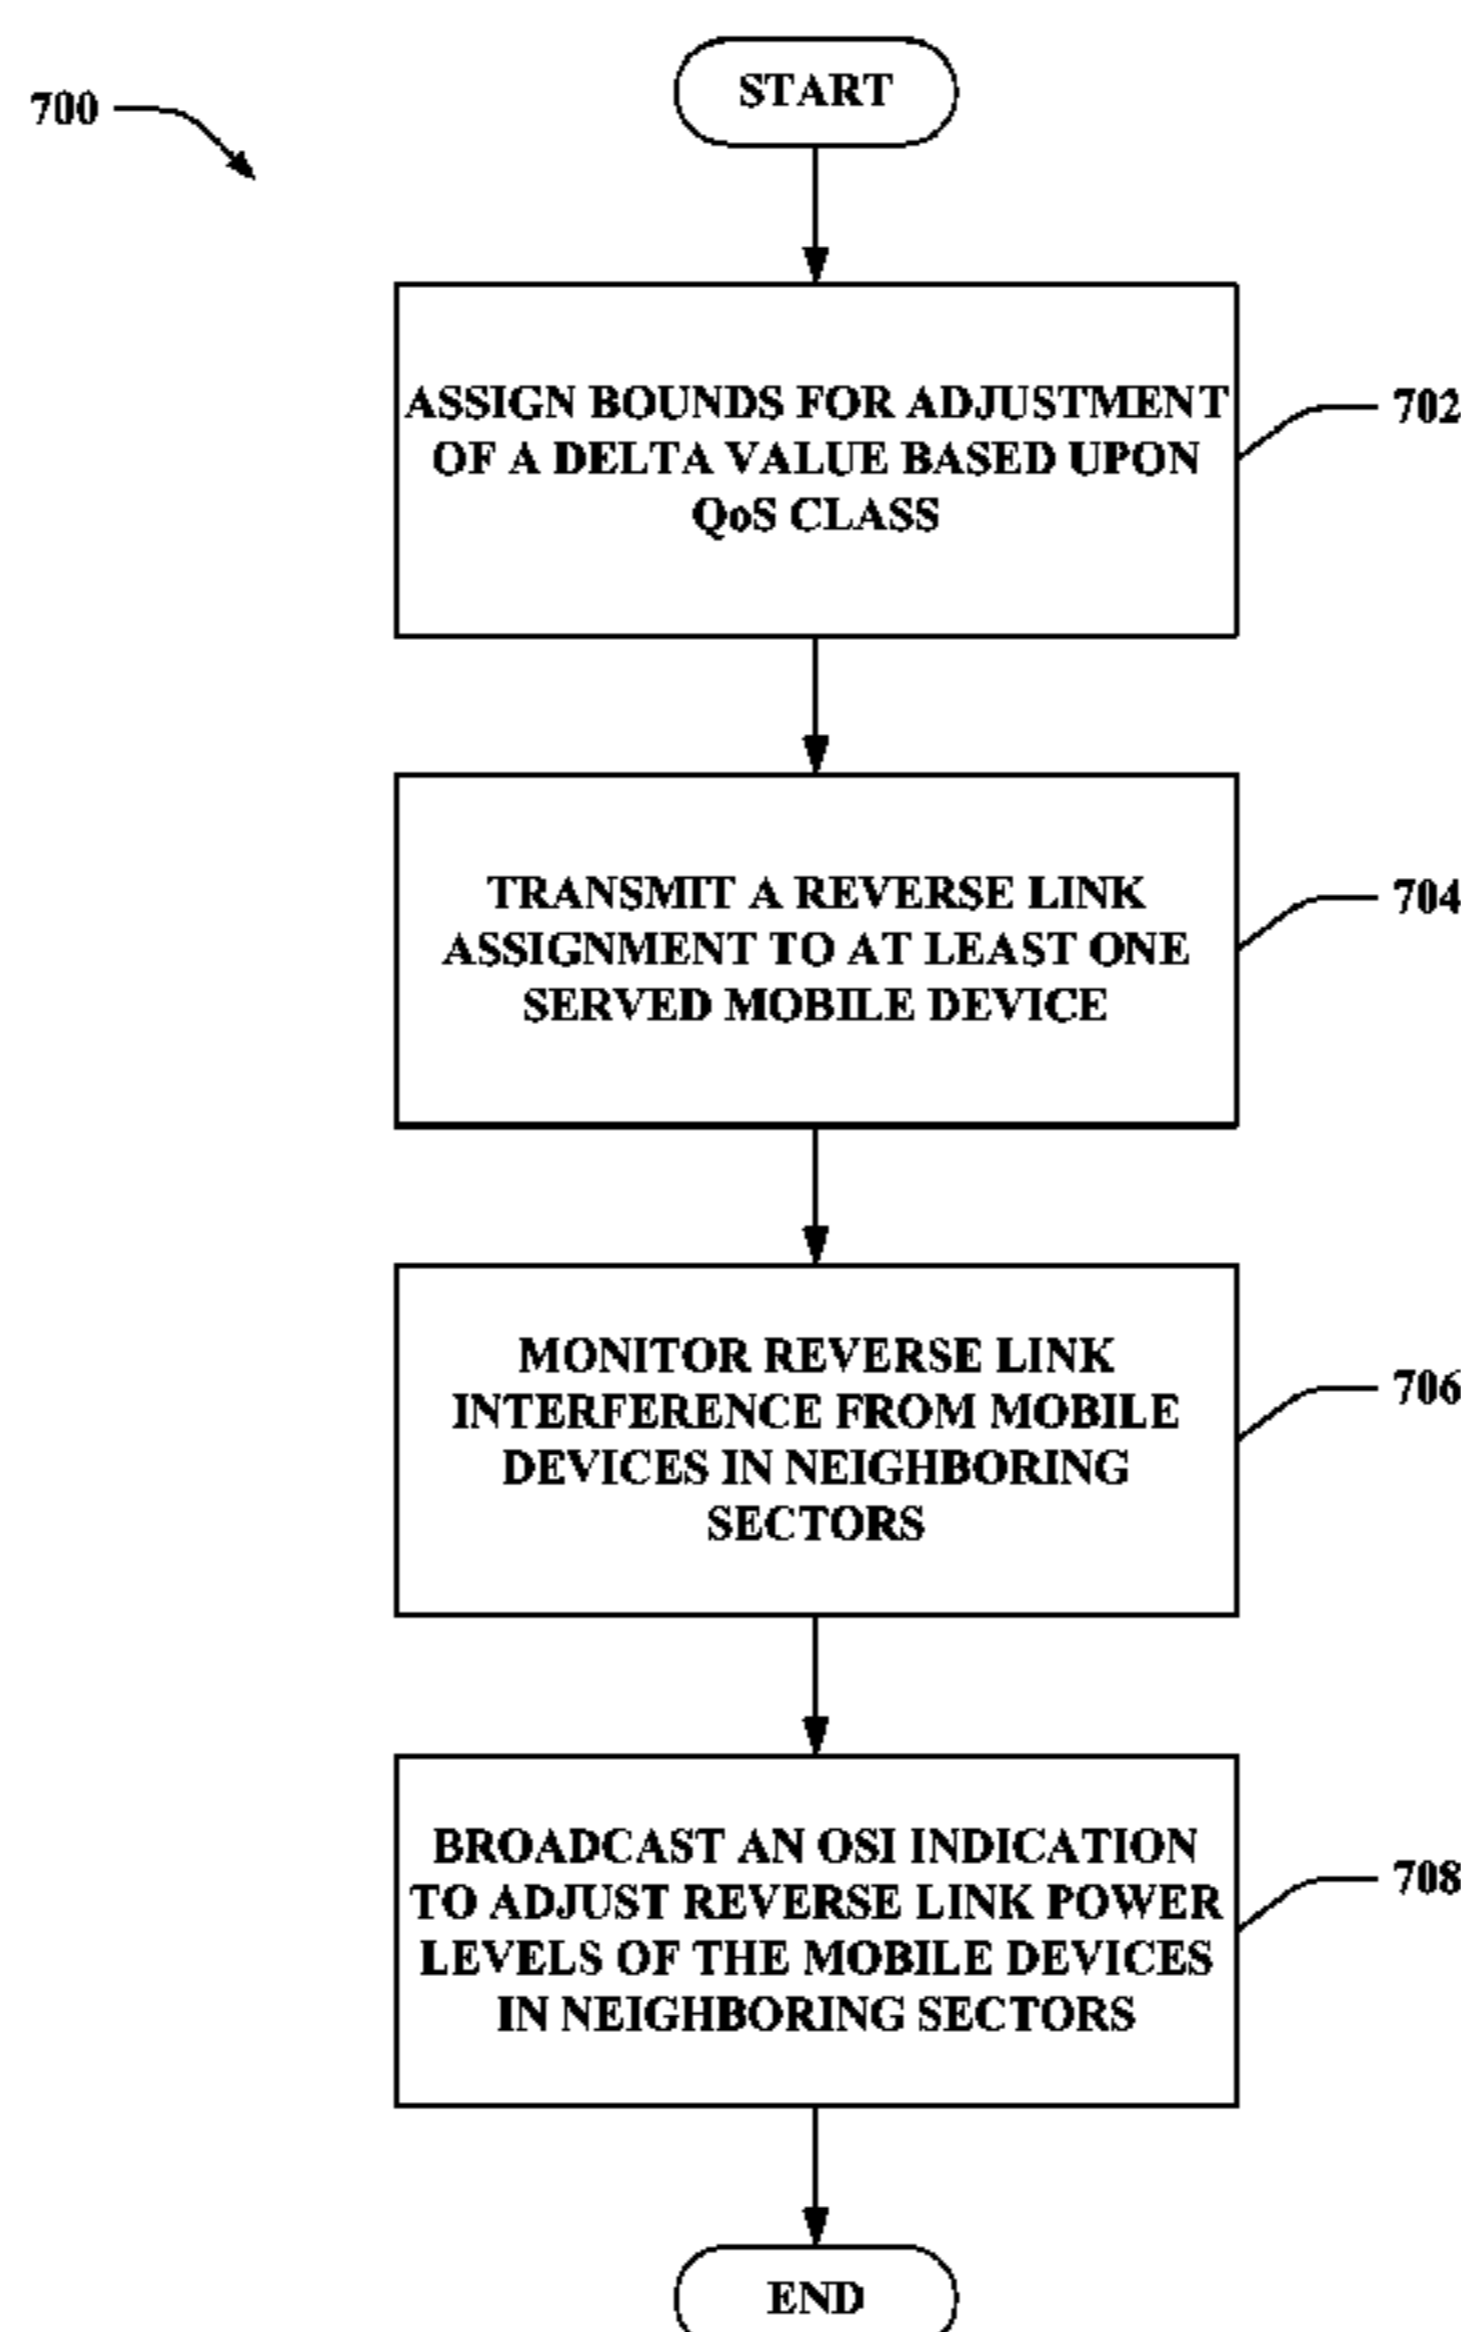 700
START
ASSIGN BOUNDS FOR ADJUSTMENT
OF A DELTA VALUE BASED UPON
QoS CLASS
702
TRANSMIT A REVERSE LINK
ASSIGNMENT TO AT LEAST ONE
SERVED MOBILE DEVICE
704
MONITOR REVERSE LINK
INTERFERENCE FROM MOBILE
DEVICES IN NEIGHBORING
SECTORS
706
BROADCAST AN OSI INDICATION
TO ADJUST REVERSE LINK POWER
LEVELS OF THE MOBILE DEVICES
IN NEIGHBORING SECTORS
708
END